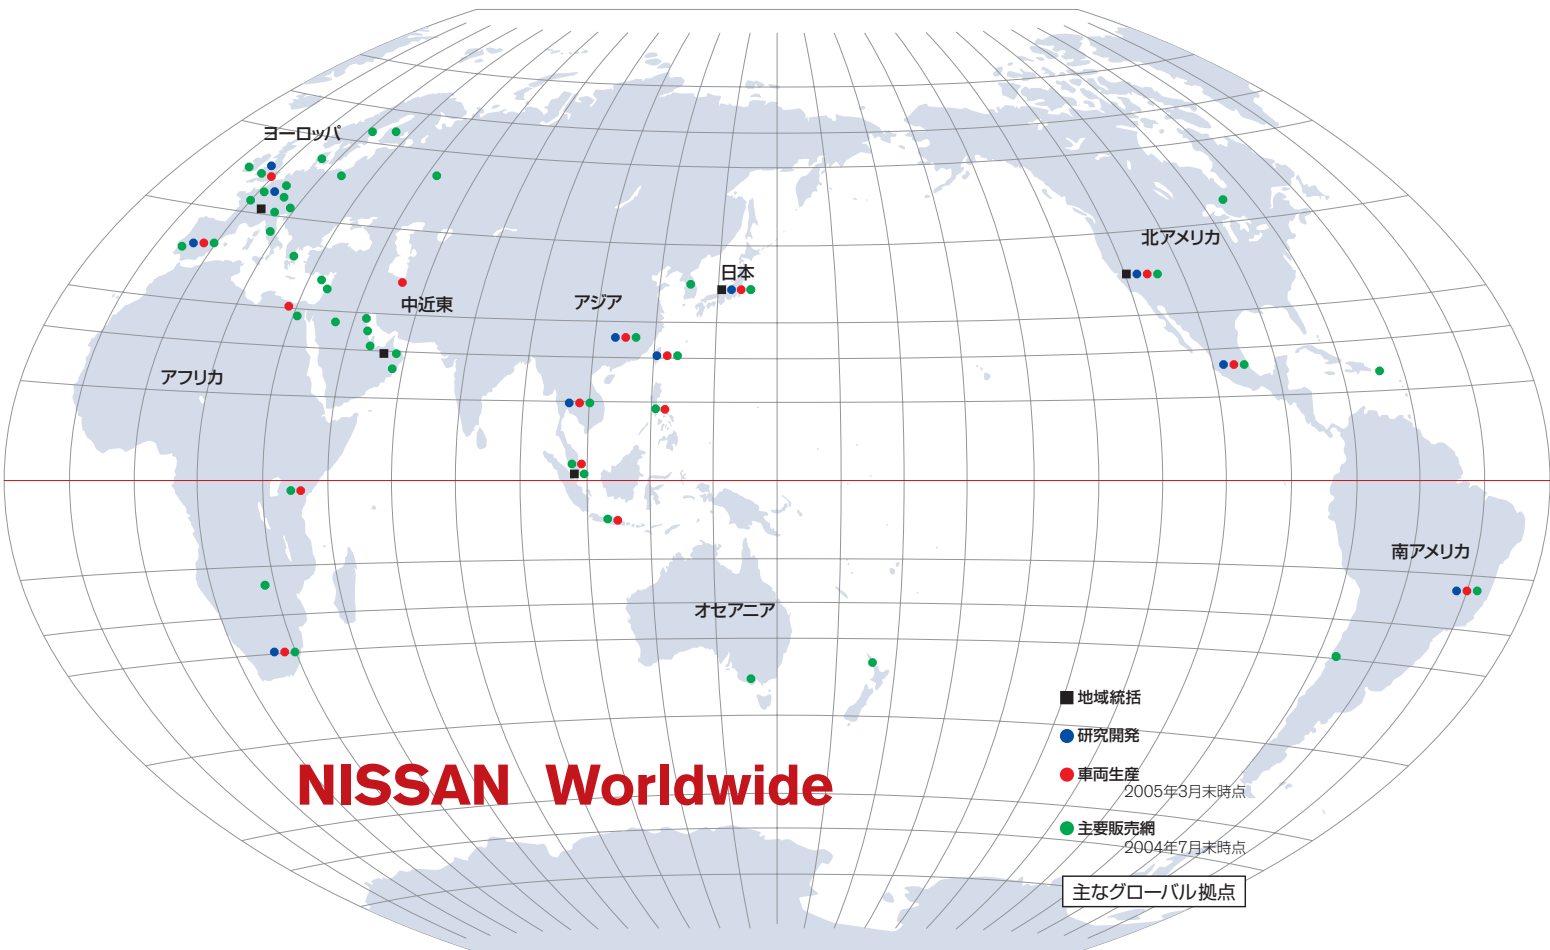 ヨーロッパ
北アメリカ
日本
アジア
中近東
アフリカ
南アメリカ
オセアニア
地域統括
研究開発
車両生産
2005年3月末時点
主要販売網
2004年7月末時点
NISSAN Worldwide
主なグローバル拠点